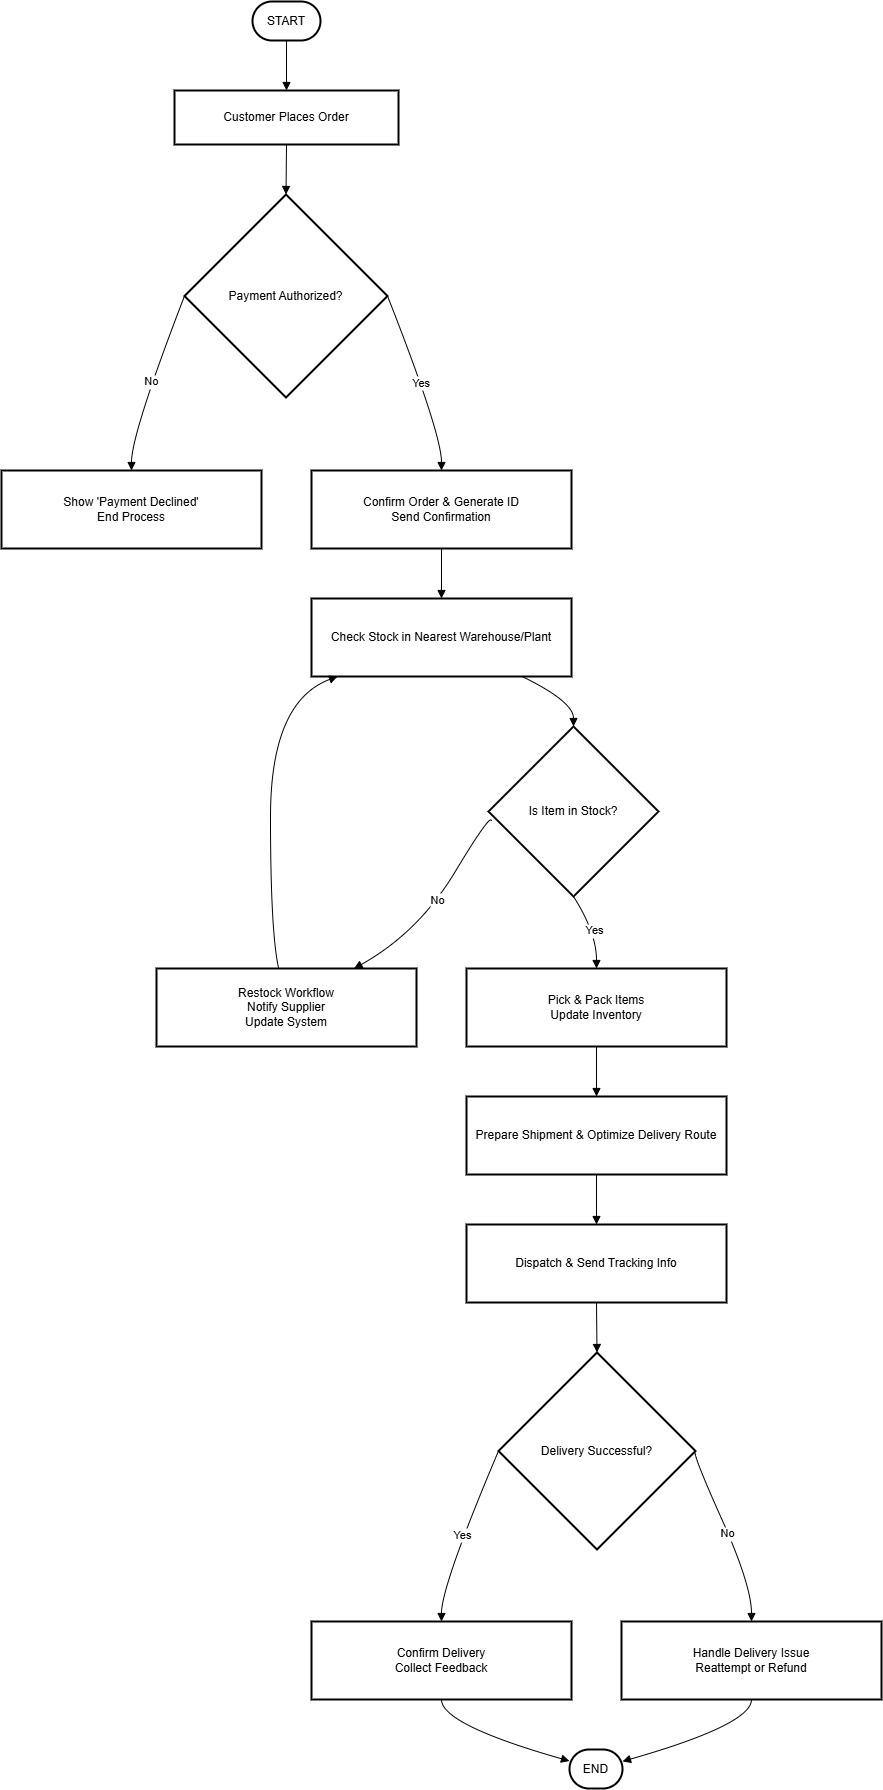 START
Customer Places Order
Payment Authorized?
No
Yes
Show 'Payment Declined'
End Process
Confirm Order & Generate ID
Send Confirmation
Check Stock in Nearest Warehouse/Plant
Is Item in Stock?
No
Yes
Restock Workflow
Notify Supplier
Update System
Pick & Pack Items
Update Inventory
Prepare Shipment & Optimize Delivery Route
Dispatch & Send Tracking Info
Delivery Successful?
Yes
No
Confirm Delivery
Collect Feedback
Handle Delivery Issue
Reattempt or Refund
END